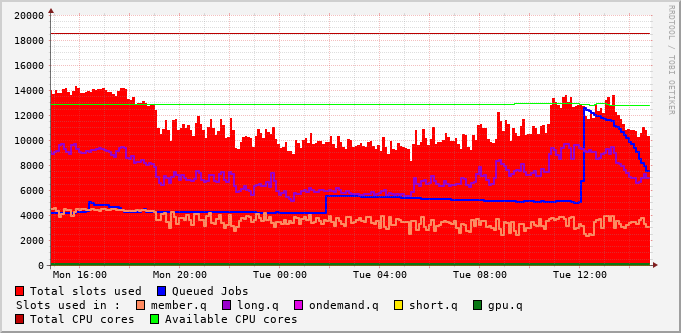 20000
18000
16000
14000
12000
10000
8000
6000
4000
2000
0
Mon 16:00 Mon 20:00 Tue 00:00 Tue 04:00 Tue 08:00 Tue 12:00
Total slots used Queued Jobs
Slots used in : member.q long.q ondemand.q short.q gpu.q
Total CPU cores Available CPU cores
RRDTOOL / TOBI OETIKER